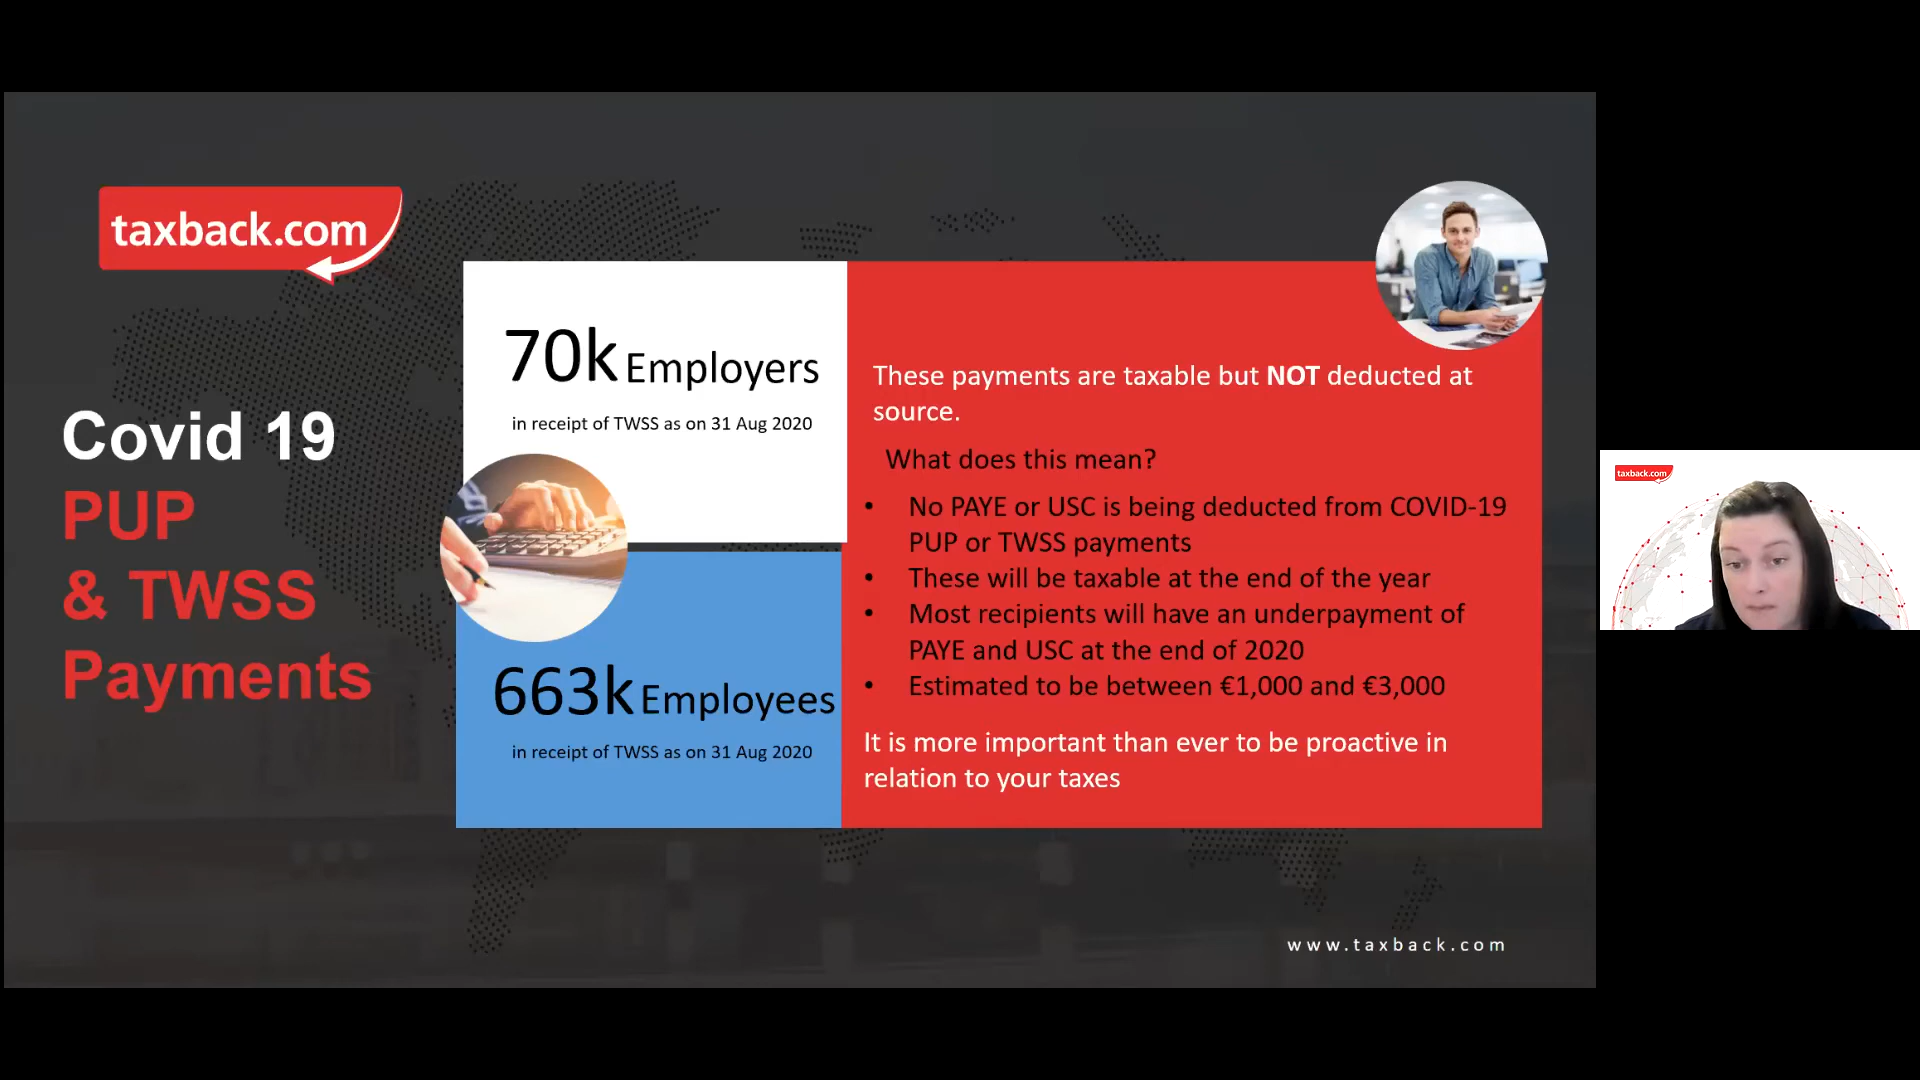 taxback.com
Covid 19
PUP
& TWSS
Payments
70k Employers
in receipt of TWSS as on 31 Aug 2020
663k Employees
in receipt of TWSS as on 31 Aug 2020
These payments are taxable but NOT deducted at
source.
What does this mean?
• No PAYE or USC is being deducted from COVID-19
PUP or TWSS payments
• These will be taxable at the end of the year
• Most recipients will have an underpayment of
PAYE and USC at the end of 2020
• Estimated to be between €1,000 and €3,000
It is more important than ever to be proactive in
relation to your taxes
www.taxback.com
taxback.com